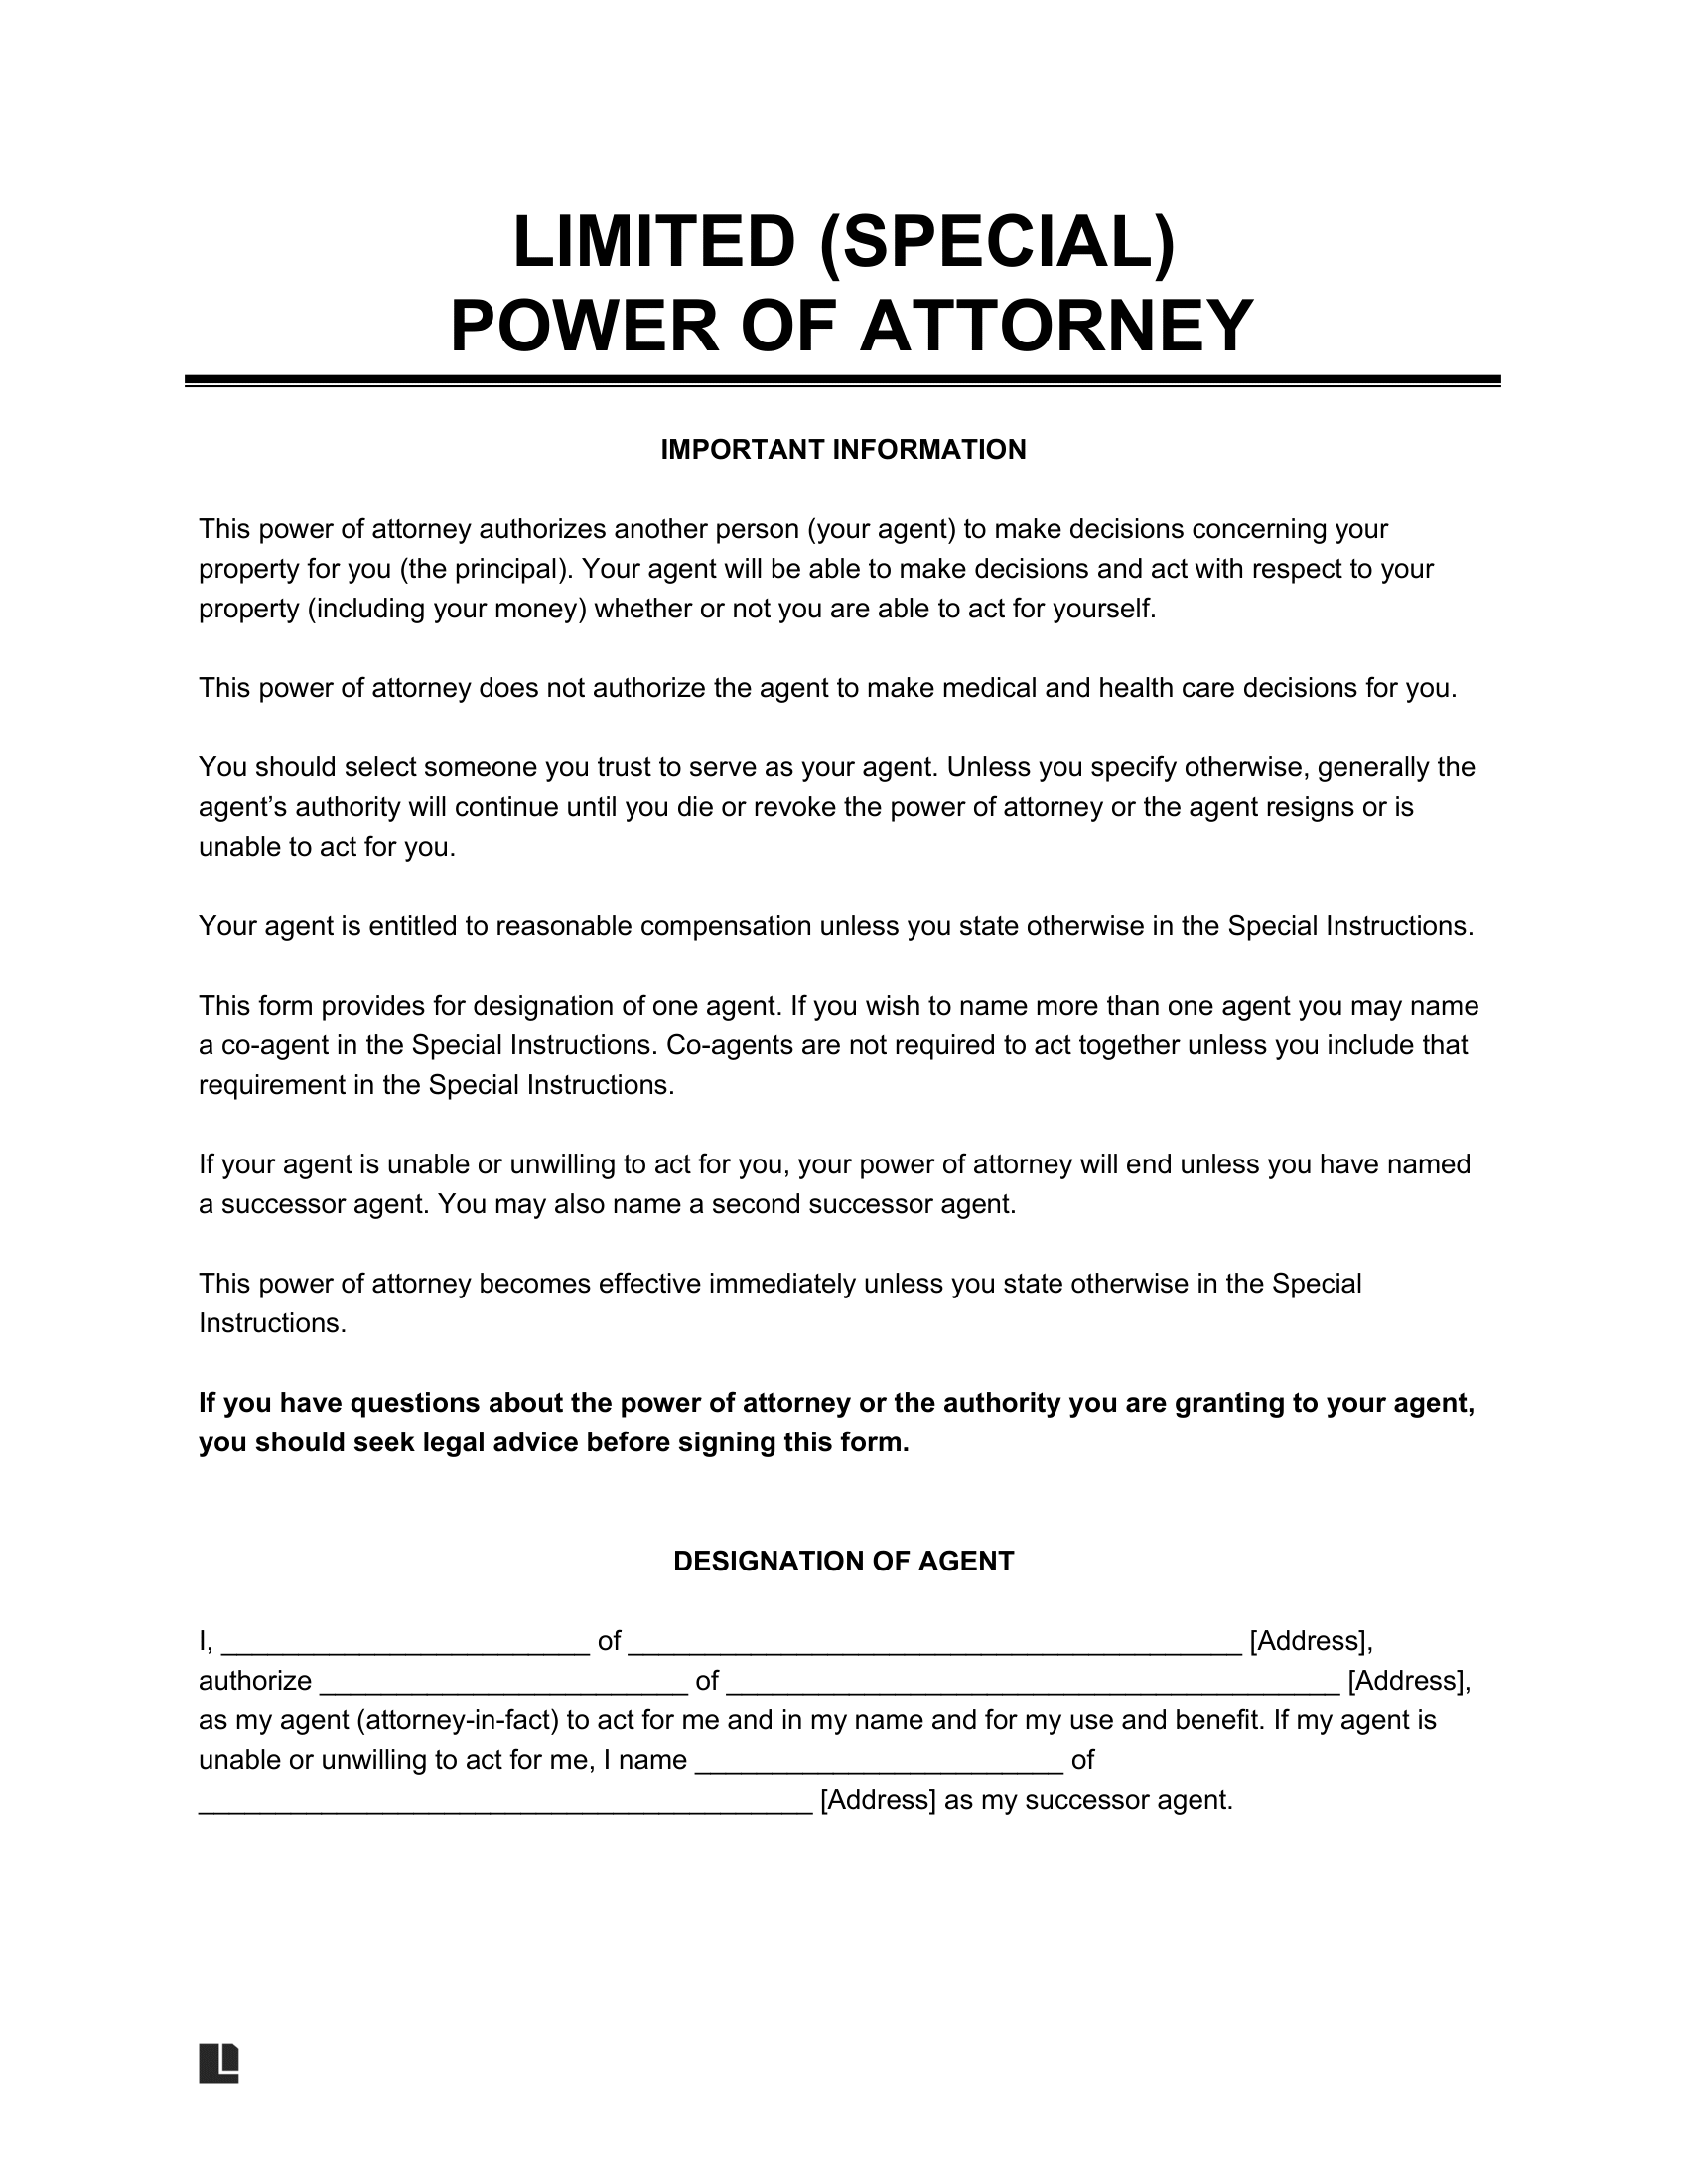 LIMITED (SPECIAL)
POWER OF ATTORNEY
IMPORTANT INFORMATION
This power of attorney authorizes another person (your agent) to make decisions concerning your
property for you (the principal). Your agent will be able to make decisions and act with respect to your
property (including your money) whether or not you are able to act for yourself.
This power of attorney does not authorize the agent to make medical and health care decisions for you.
You should select someone you trust to serve as your agent. Unless you specify otherwise, generally the
agent’s authority will continue until you die or revoke the power of attorney or the agent resigns or is
unable to act for you.
Your agent is entitled to reasonable compensation unless you state otherwise in the Special Instructions.
This form provides for designation of one agent. If you wish to name more than one agent you may name
a co-agent in the Special Instructions. Co-agents are not required to act together unless you include that
requirement in the Special Instructions.
If your agent is unable or unwilling to act for you, your power of attorney will end unless you have named
a successor agent. You may also name a second successor agent.
This power of attorney becomes effective immediately unless you state otherwise in the Special
Instructions.
If you have questions about the power of attorney or the authority you are granting to your agent,
you should seek legal advice before signing this form.
DESIGNATION OF AGENT
I, ________________________ of ________________________________________ [Address],
authorize ________________________ of ________________________________________ [Address],
as my agent (attorney-in-fact) to act for me and in my name and for my use and benefit. If my agent is
unable or unwilling to act for me, I name ________________________ of
________________________________________ [Address] as my successor agent.